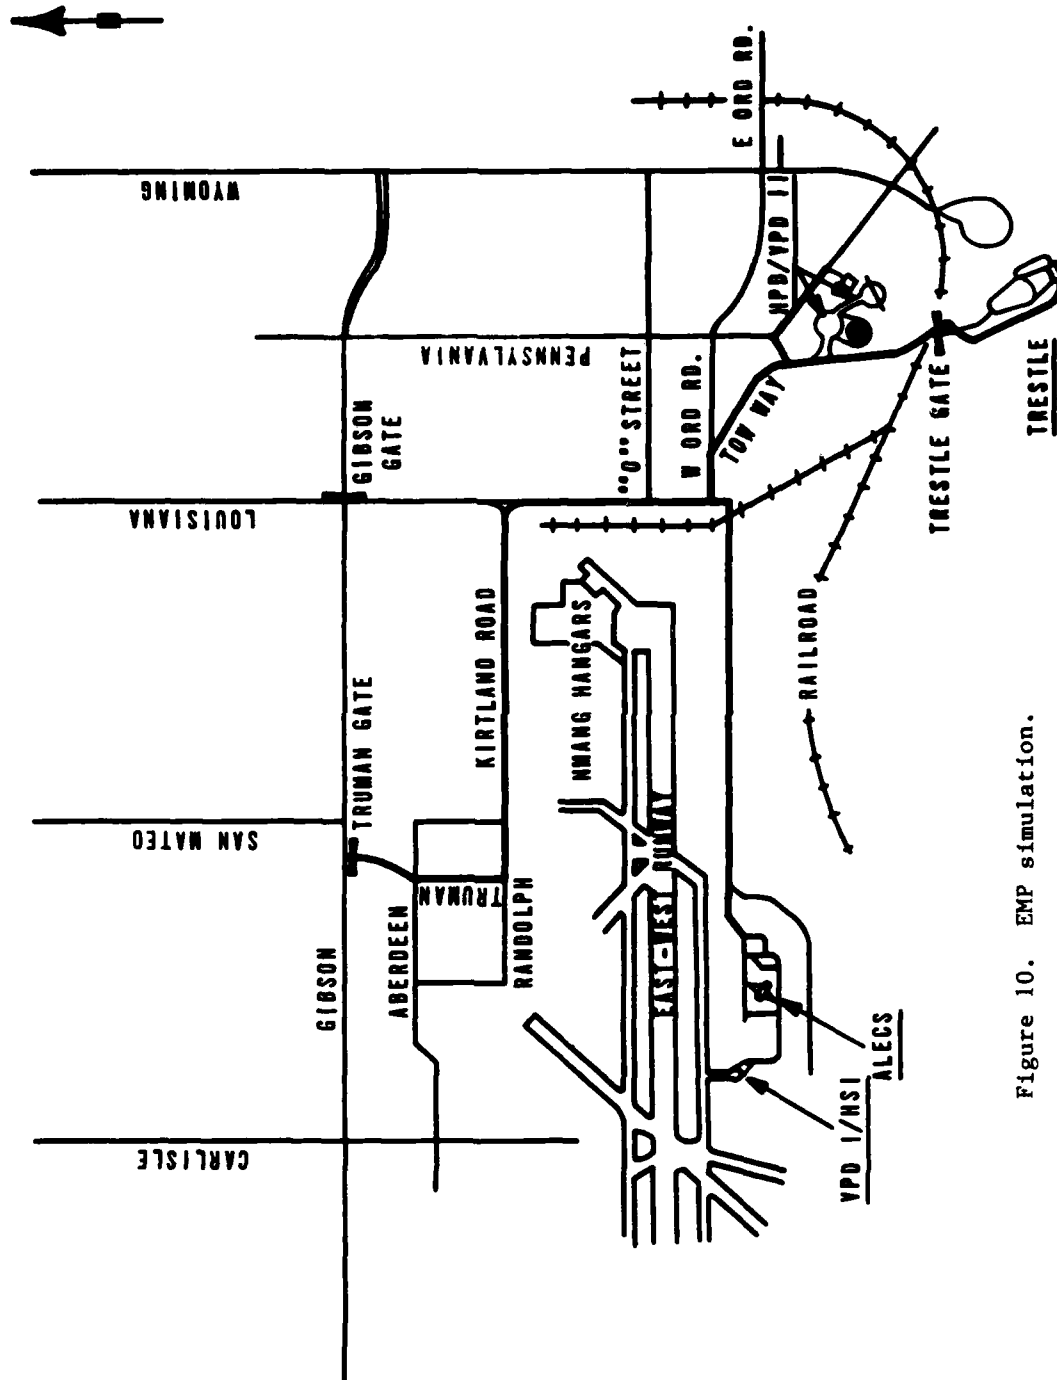 CARLISLE
SAN MATEO
LOUISIANA
WYOMING
GIBSON
TRUMAN GATE
GIBSON
GATE
PENNSYLVANIA
ABERDEEN
TRUMAN
RANDOLPH
KIRTLAND ROAD
NMANG HANGARS
"O" STREET
EAST-WEST RUNWAY
W ORD RD.
E ORD RD.
TOW WAY
HPB/VPD II
VPD I/HSI
ALECS
RAILROAD
TRESTLE GATE
TRESTLE
Figure 10. EMP simulation.